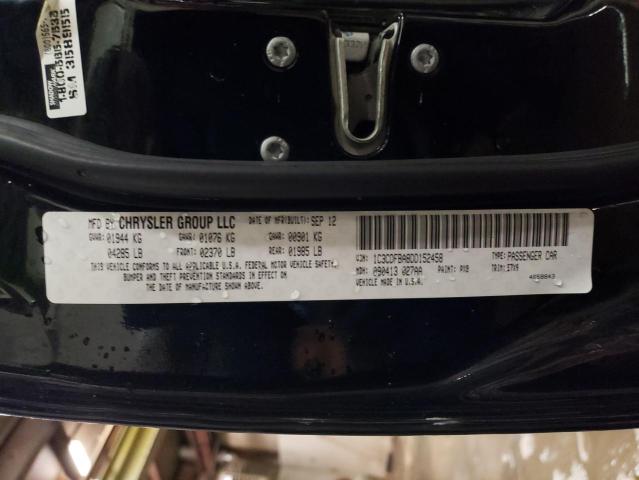 MFD BY CHRYSLER GROUP LLC
DATE OF MFR(BUILT): SEP 12
GVWR: 01944 KG
04285 LB
GAWR: 01076 KG
FRONT: 02370 LB
GAWR: 00901 KG
REAR: 01985 LB
THIS VEHICLE CONFORMS TO ALL APPLICABLE U.S.A. FEDERAL MOTOR VEHICLE SAFETY,
BUMPER AND THEFT PREVENTION STANDARDS IN EFFECT ON
THE DATE OF MANUFACTURE SHOWN ABOVE.
VIN: 1C3CDFBA8DD152458
TYPE: PASSENGER CAR
MDH: 090413 027AA
PAINT: PX8
TRIM: E7X9
VEHICLE MADE IN U.S.A.
4658843